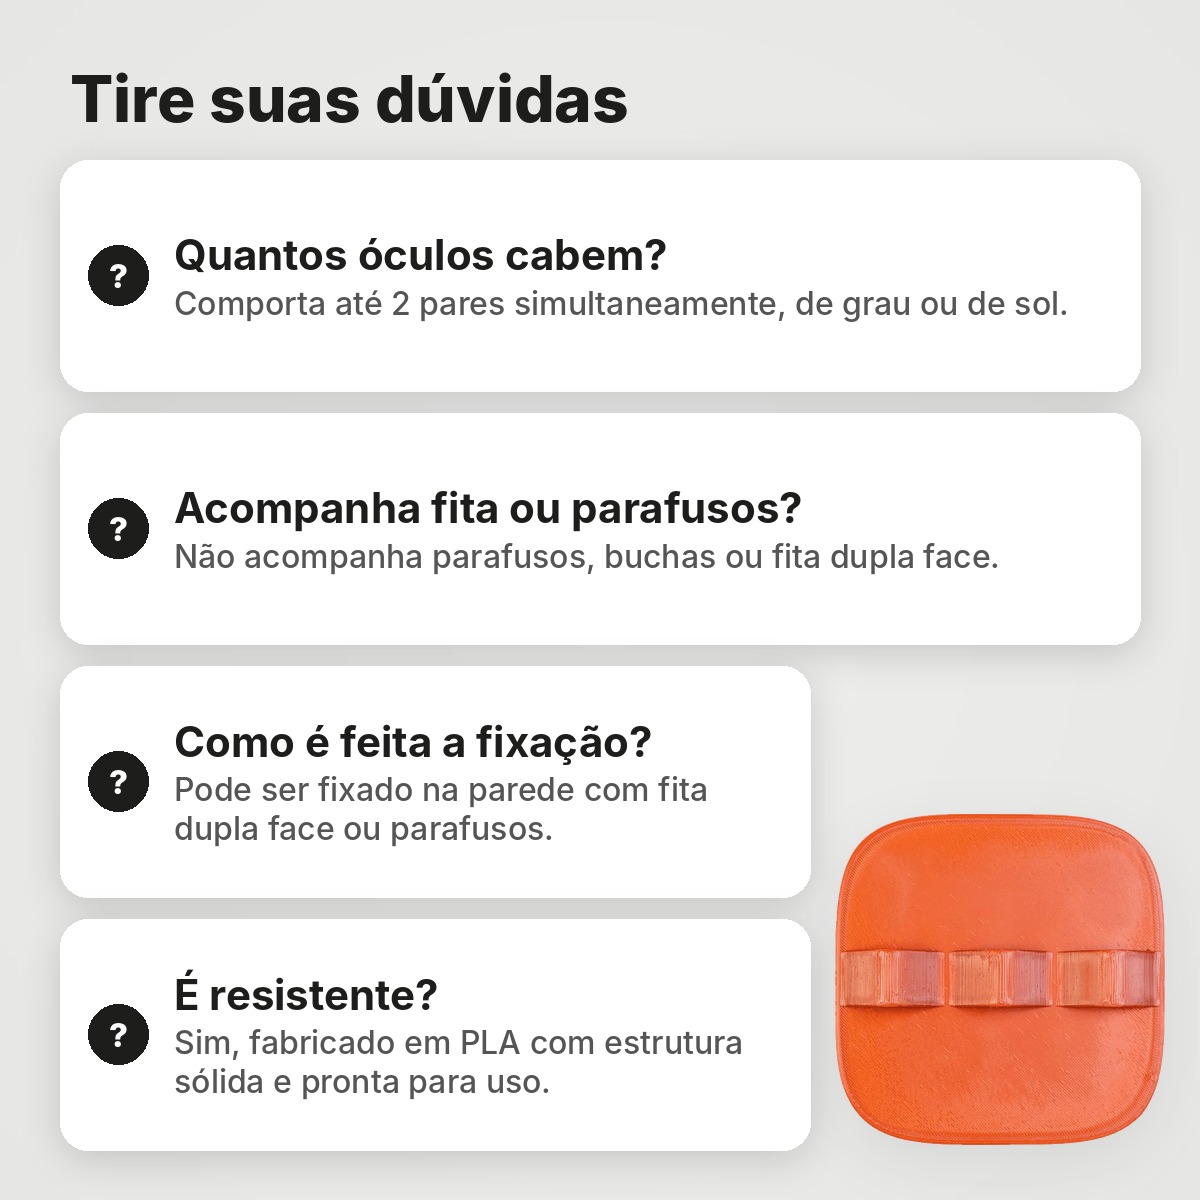 Tire suas dúvidas
?
Quantos óculos cabem?
Comporta até 2 pares simultaneamente, de grau ou de sol.
?
Acompanha fita ou parafusos?
Não acompanha parafusos, buchas ou fita dupla face.
?
Como é feita a fixação?
Pode ser fixado na parede com fita
dupla face ou parafusos.
?
É resistente?
Sim, fabricado em PLA com estrutura
sólida e pronta para uso.